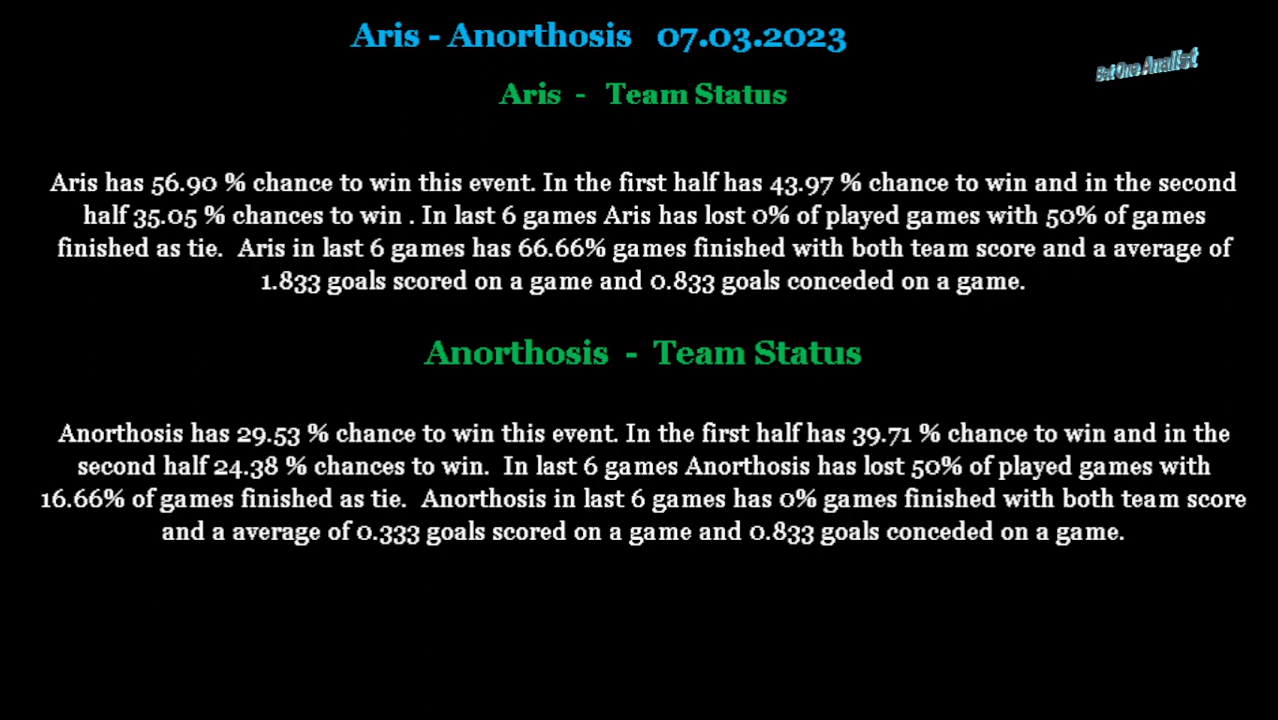 Aris - Anorthosis 07.03.2023
Bet One Analist
Aris - Team Status
Aris has 56.90 % chance to win this event. In the first half has 43.97 % chance to win and in the second
half 35.05 % chances to win . In last 6 games Aris has lost 0% of played games with 50% of games
finished as tie. Aris in last 6 games has 66.66% games finished with both team score and a average of
1.833 goals scored on a game and 0.833 goals conceded on a game.
Anorthosis - Team Status
Anorthosis has 29.53 % chance to win this event. In the first half has 39.71 % chance to win and in the
second half 24.38 % chances to win. In last 6 games Anorthosis has lost 50% of played games with
16.66% of games finished as tie. Anorthosis in last 6 games has 0% games finished with both team score
and a average of 0.333 goals scored on a game and 0.833 goals conceded on a game.